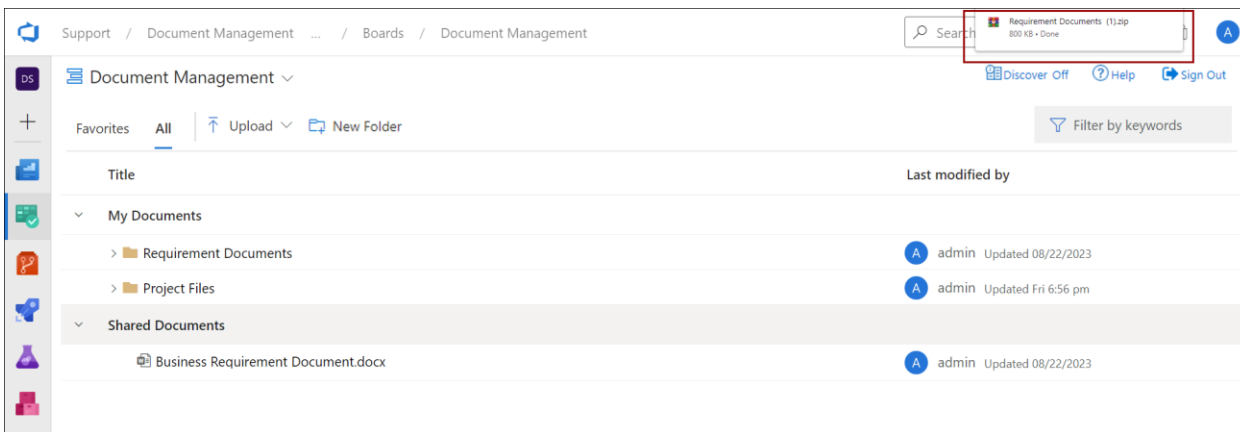 Support / Document Management ... / Boards / Document Management
Search
Requirement Documents (1).zip
800 KB • Done
A
DS
Document Management
Discover Off
Help
Sign Out
Favorites
All
Upload
New Folder
Filter by keywords
Title
Last modified by
My Documents
Requirement Documents
A admin Updated 08/22/2023
Project Files
A admin Updated Fri 6:56 pm
Shared Documents
Business Requirement Document.docx
A admin Updated 08/22/2023